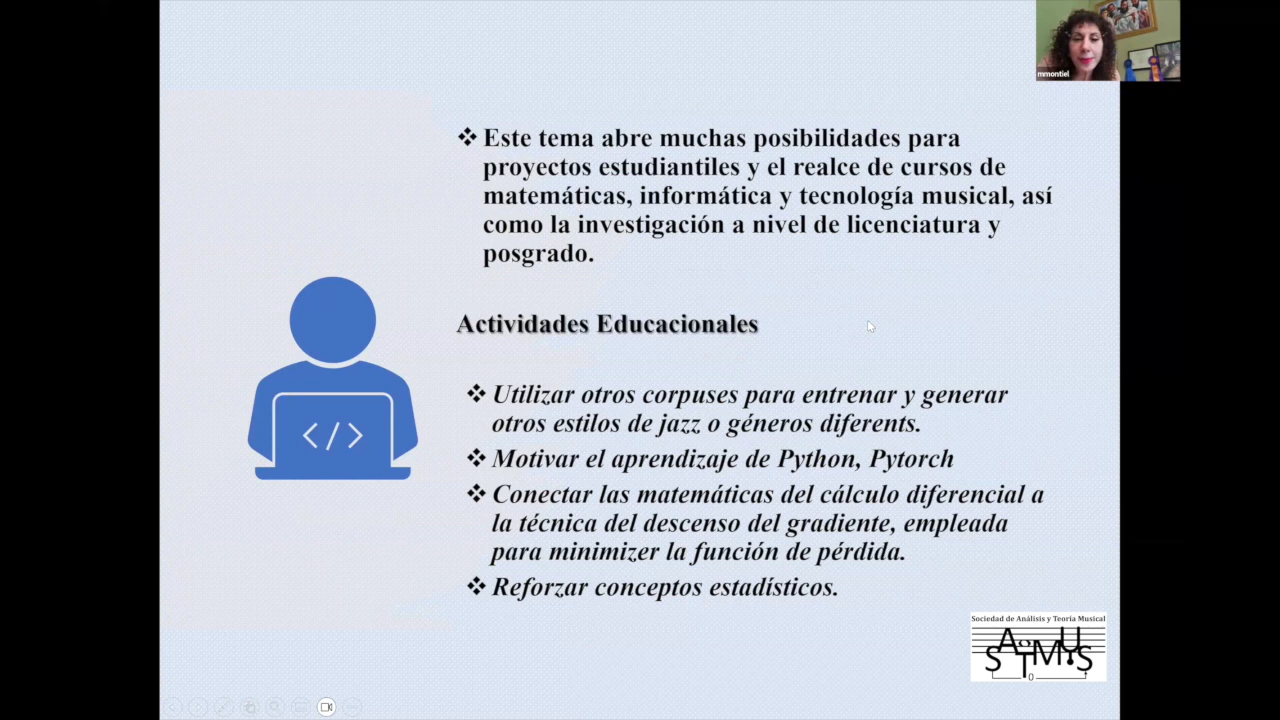 mmontiel
❖ Este tema abre muchas posibilidades para
proyectos estudiantiles y el realce de cursos de
matemáticas, informática y tecnología musical, así
como la investigación a nivel de licenciatura y
posgrado.
Actividades Educacionales
❖ Utilizar otros corpuses para entrenar y generar
otros estilos de jazz o géneros diferents.
❖ Motivar el aprendizaje de Python, Pytorch
❖ Conectar las matemáticas del cálculo diferencial a
la técnica del descenso del gradiente, empleada
para minimizer la función de pérdida.
❖ Reforzar conceptos estadísticos.
</>
Sociedad de Análisis y Teoría Musical
SATMUS